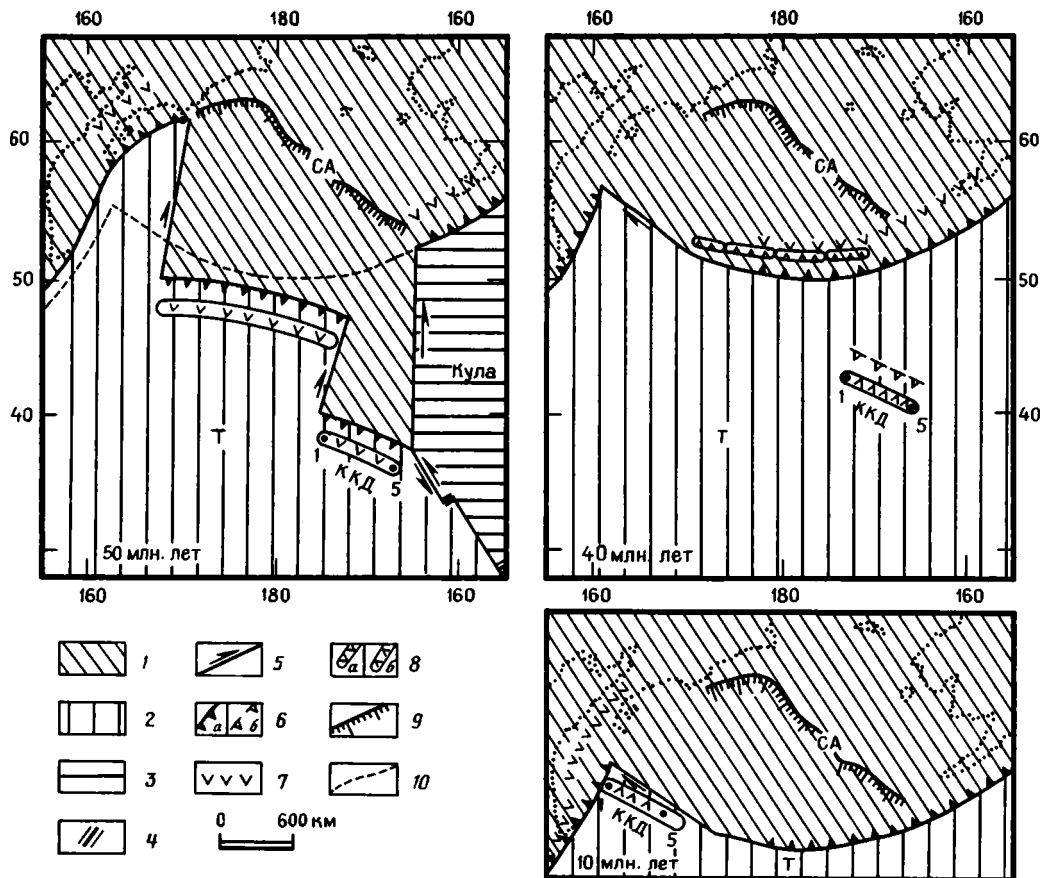 160 180 160
60
50
40
СА
Кула
Т
1 ККД 5
50 млн. лет
160 180 160
160 180 160
60
50
40
СА
1 ККД 5
Т
40 млн. лет
160 180 160
СА
1 ККД 5
Т
10 млн. лет
1
2
3
4
5
a b 6
7
a b 8
9
10
0 600 км